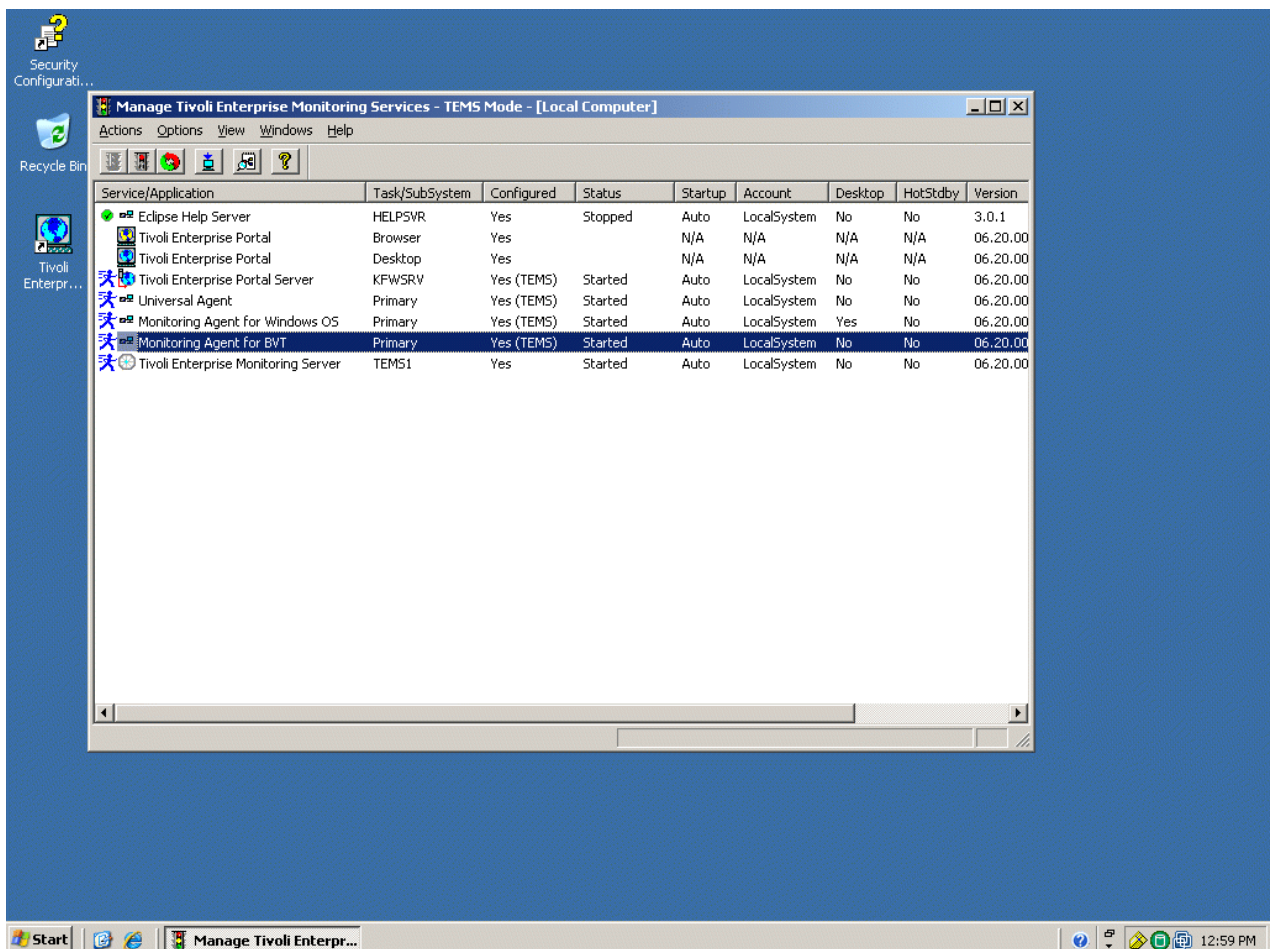 Security
Configurati...
Recycle Bin
Tivoli
Enterpr...
Manage Tivoli Enterprise Monitoring Services - TEMS Mode - [Local Computer]
Actions Options View Windows Help
Service/Application Task/SubSystem Configured Status Startup Account Desktop HotStdby Version
Eclipse Help Server HELPSVR Yes Stopped Auto LocalSystem No No 3.0.1
Tivoli Enterprise Portal Browser Yes N/A N/A N/A N/A 06.20.00
Tivoli Enterprise Portal Desktop Yes N/A N/A N/A N/A 06.20.00
Tivoli Enterprise Portal Server KFWSRV Yes (TEMS) Started Auto LocalSystem No No 06.20.00
Universal Agent Primary Yes (TEMS) Started Auto LocalSystem No No 06.20.00
Monitoring Agent for Windows OS Primary Yes (TEMS) Started Auto LocalSystem Yes No 06.20.00
Monitoring Agent for BVT Primary Yes (TEMS) Started Auto LocalSystem No No 06.20.00
Tivoli Enterprise Monitoring Server TEMS1 Yes Started Auto LocalSystem No No 06.20.00
Start Manage Tivoli Enterpr... 12:59 PM